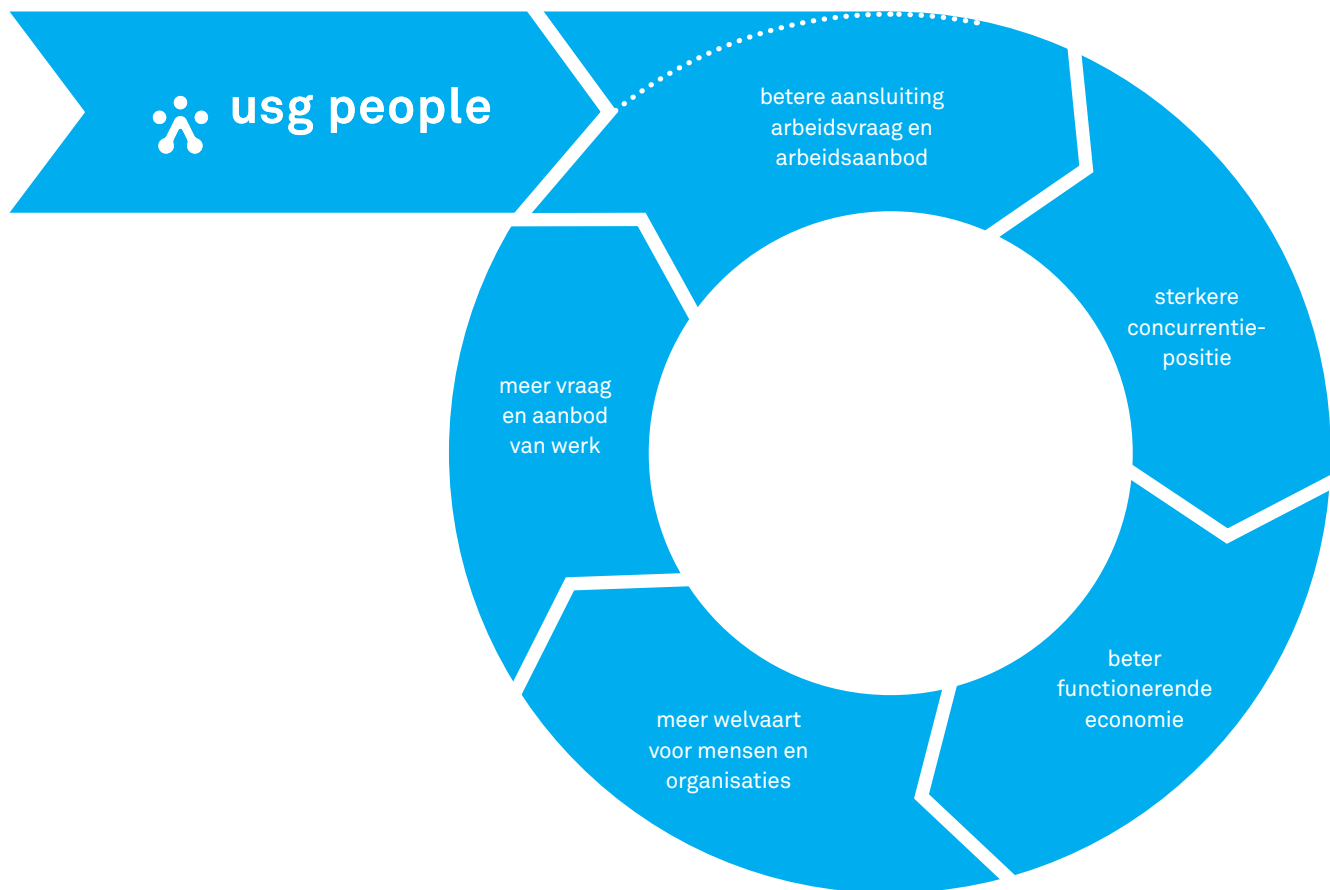 usg people
betere aansluiting
arbeidsvraag en
arbeidsaanbod
sterkere
concurrentie-
positie
beter
functionerende
economie
meer welvaart
voor mensen en
organisaties
meer vraag
en aanbod
van werk